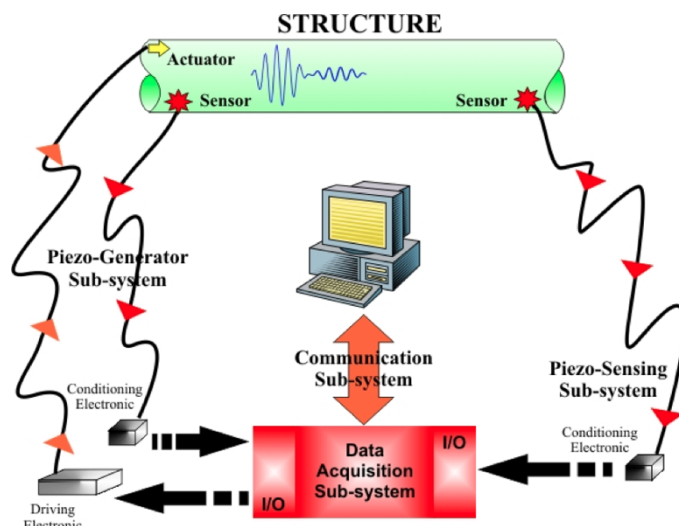 STRUCTURE
Actuator
Sensor
Sensor
Piezo-Generator
Sub-system
Communication
Sub-system
Piezo-Sensing
Sub-system
Conditioning
Electronic
Conditioning
Electronic
I/O
Data
Acquisition
Sub-system
I/O
Driving
Electronic